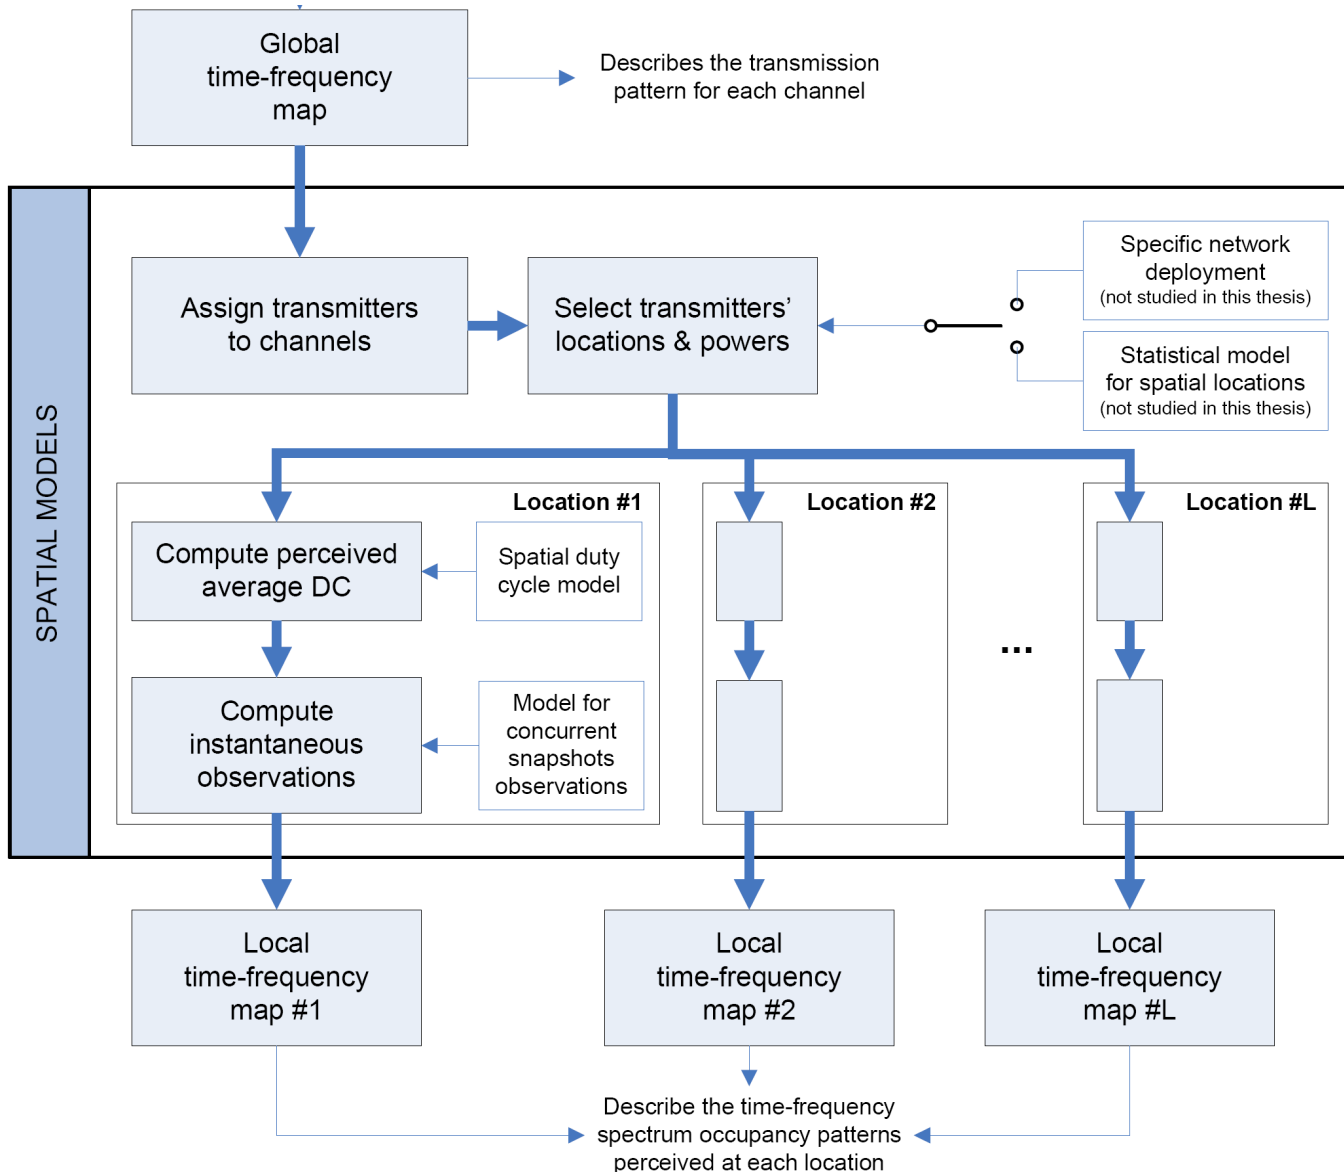 Global
time-frequency
map
Describes the transmission
pattern for each channel
SPATIAL MODELS
Assign transmitters
to channels
Select transmitters'
locations & powers
Specific network
deployment
(not studied in this thesis)
Statistical model
for spatial locations
(not studied in this thesis)
Location #1
Compute perceived
average DC
Spatial duty
cycle model
Compute
instantaneous
observations
Model for
concurrent
snapshots
observations
Location #2
...
Location #L
Local
time-frequency
map #1
Local
time-frequency
map #2
Local
time-frequency
map #L
Describe the time-frequency
spectrum occupancy patterns
perceived at each location